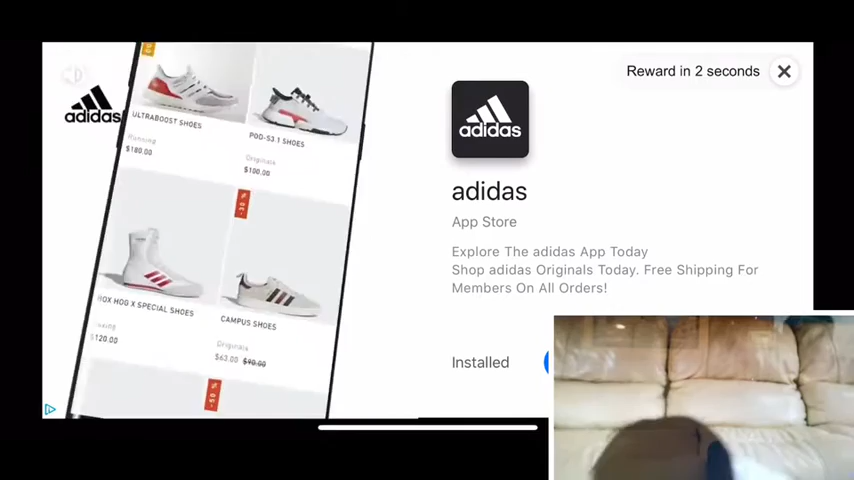 adidas
ULTRABOOST SHOES
Running
$180.00
POD-S3.1 SHOES
Originals
$100.00
-30 %
BOX HOG X SPECIAL SHOES
$120.00
CAMPUS SHOES
Originals
$63.00 $90.00
-50 %
Reward in 2 seconds
adidas
adidas
App Store
Explore The adidas App Today
Shop adidas Originals Today. Free Shipping For
Members On All Orders!
Installed